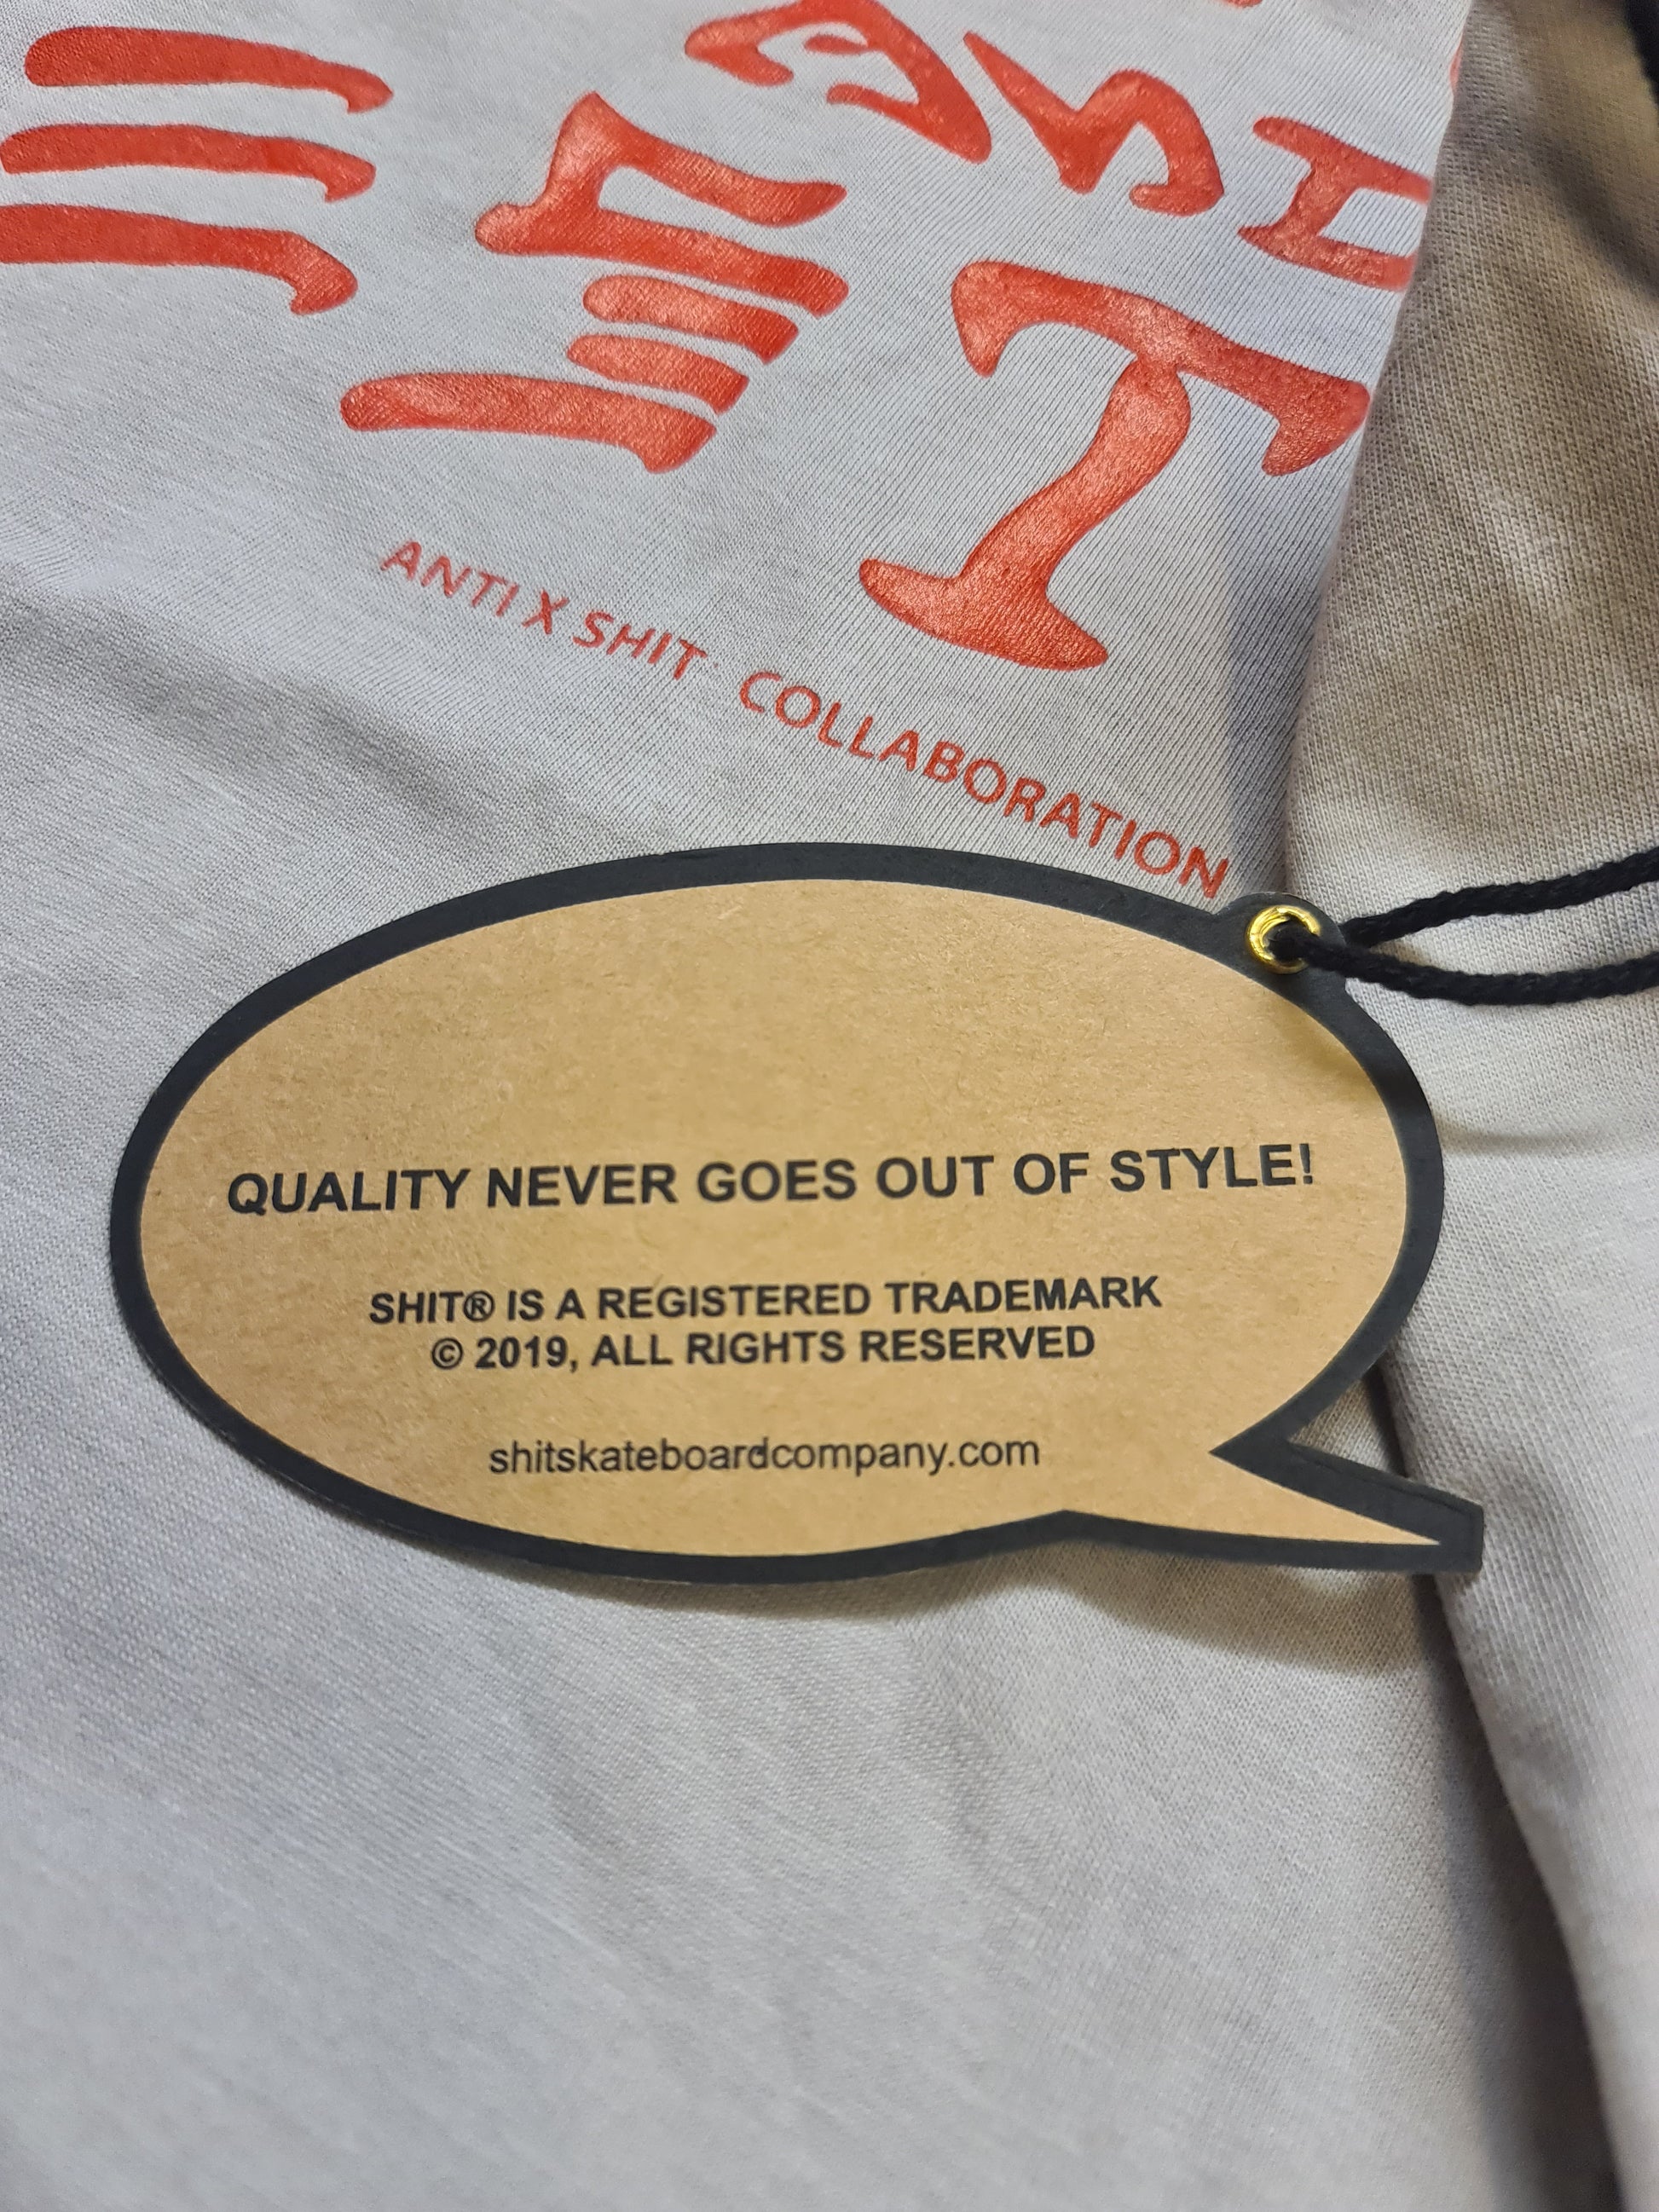 ANTI X SHIT COLLABORATION
QUALITY NEVER GOES OUT OF STYLE!
SHIT® IS A REGISTERED TRADEMARK
© 2019, ALL RIGHTS RESERVED
shitskateboardcompany.com